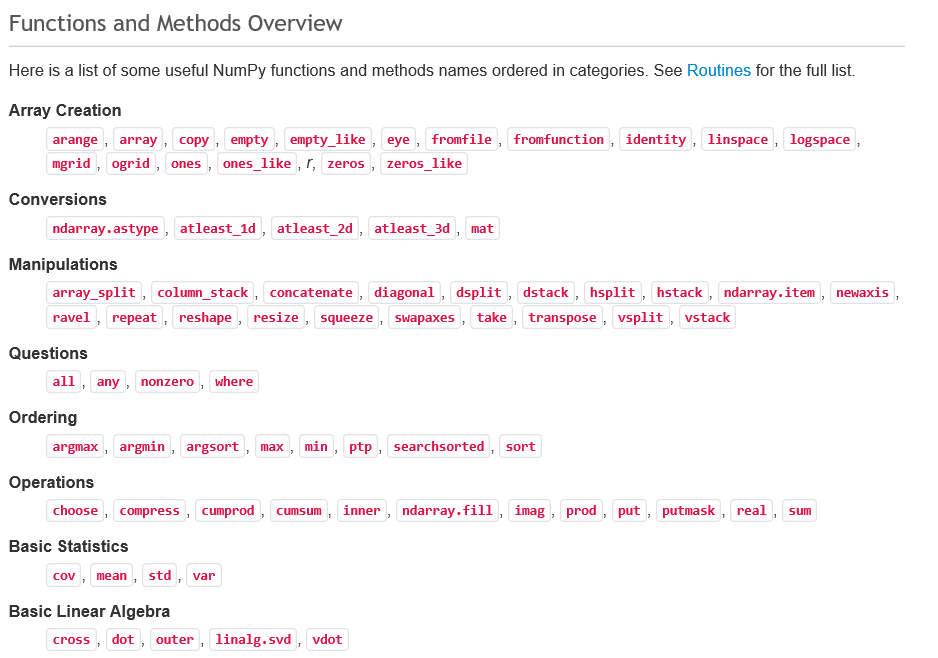 Functions and Methods Overview
Here is a list of some useful NumPy functions and methods names ordered in categories. See Routines for the full list.
Array Creation
arange, array, copy, empty, empty_like, eye, fromfile, fromfunction, identity, linspace, logspace,
mgrid, ogrid, ones, ones_like, r, zeros, zeros_like
Conversions
ndarray.astype, atleast_1d, atleast_2d, atleast_3d, mat
Manipulations
array_split, column_stack, concatenate, diagonal, dsplit, dstack, hsplit, hstack, ndarray.item, newaxis,
ravel, repeat, reshape, resize, squeeze, swapaxes, take, transpose, vsplit, vstack
Questions
all, any, nonzero, where
Ordering
argmax, argmin, argsort, max, min, ptp, searchsorted, sort
Operations
choose, compress, cumprod, cumsum, inner, ndarray.fill, imag, prod, put, putmask, real, sum
Basic Statistics
cov, mean, std, var
Basic Linear Algebra
cross, dot, outer, linalg.svd, vdot